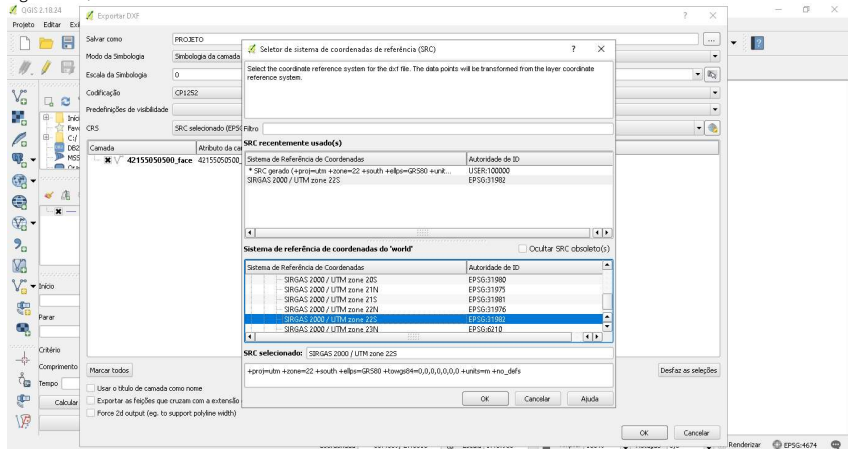 QGIS 2.18.24
Projeto Editar Exi
Exportar DXF
Salvar como PROJETO
Modo da Simbologia Simbologia da camada
Escala da Simbologia 0
Codificação CP1252
Predefinições de visibilidade
CRS SRC selecionado (EPSG
Camada Atributo da ca
42155050500_face 42155050500_
Marcar todos
Desfaz as seleções
Usar o título de camada como nome
Exportar as feições que cruzam com a extensão
Force 2d output (eg. to support polyline width)
OK Cancelar
Seletor de sistema de coordenadas de referência (SRC)
Select the coordinate reference system for the dxf file. The data points will be transformed from the layer coordinate
reference system.
Filtro
SRC recentemente usado(s)
Sistema de Referência de Coordenadas Autoridade de ID
* SRC gerado (+proj=utm +zone=22 +south +ellps=GRS80 +unit... USER:100000
SIRGAS 2000 / UTM zone 22S EPSG:31982
Sistema de referência de coordenadas do 'world' Ocultar SRC obsoleto(s)
Sistema de Referência de Coordenadas Autoridade de ID
SIRGAS 2000 / UTM zone 20S EPSG:31980
SIRGAS 2000 / UTM zone 21N EPSG:31975
SIRGAS 2000 / UTM zone 21S EPSG:31981
SIRGAS 2000 / UTM zone 22N EPSG:31976
SIRGAS 2000 / UTM zone 22S EPSG:31982
SIRGAS 2000 / UTM zone 23N EPSG:6210
SRC selecionado: SIRGAS 2000 / UTM zone 22S
+proj=utm +zone=22 +south +ellps=GRS80 +towgs84=0,0,0,0,0,0,0 +units=m +no_defs
OK Cancelar Ajuda
Iníci
Favo
C:/
DB2
MSS
Início
Parar
Critério
Comprimento
Tempo
Calcular
Renderizar EPSG:4674